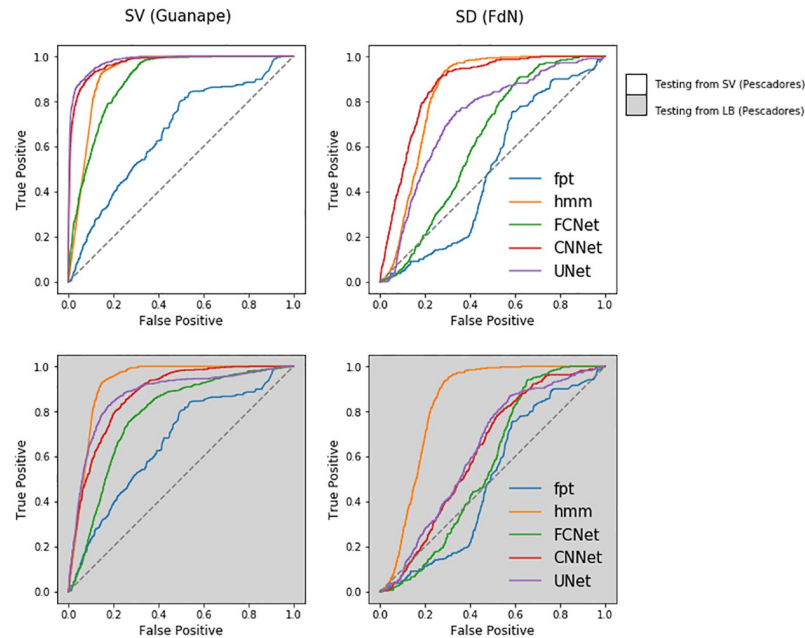 SV (Guanape)
SD (FdN)
1.0
0.8
0.6
0.4
0.2
0.0
True Positive
0.0 0.2 0.4 0.6 0.8 1.0
False Positive
1.0
0.8
0.6
0.4
0.2
0.0
True Positive
fpt
hmm
FCNet
CNNet
UNet
0.0 0.2 0.4 0.6 0.8 1.0
False Positive
Testing from SV (Pescadores)
Testing from LB (Pescadores)
1.0
0.8
0.6
0.4
0.2
0.0
True Positive
0.0 0.2 0.4 0.6 0.8 1.0
False Positive
1.0
0.8
0.6
0.4
0.2
0.0
True Positive
fpt
hmm
FCNet
CNNet
UNet
0.0 0.2 0.4 0.6 0.8 1.0
False Positive